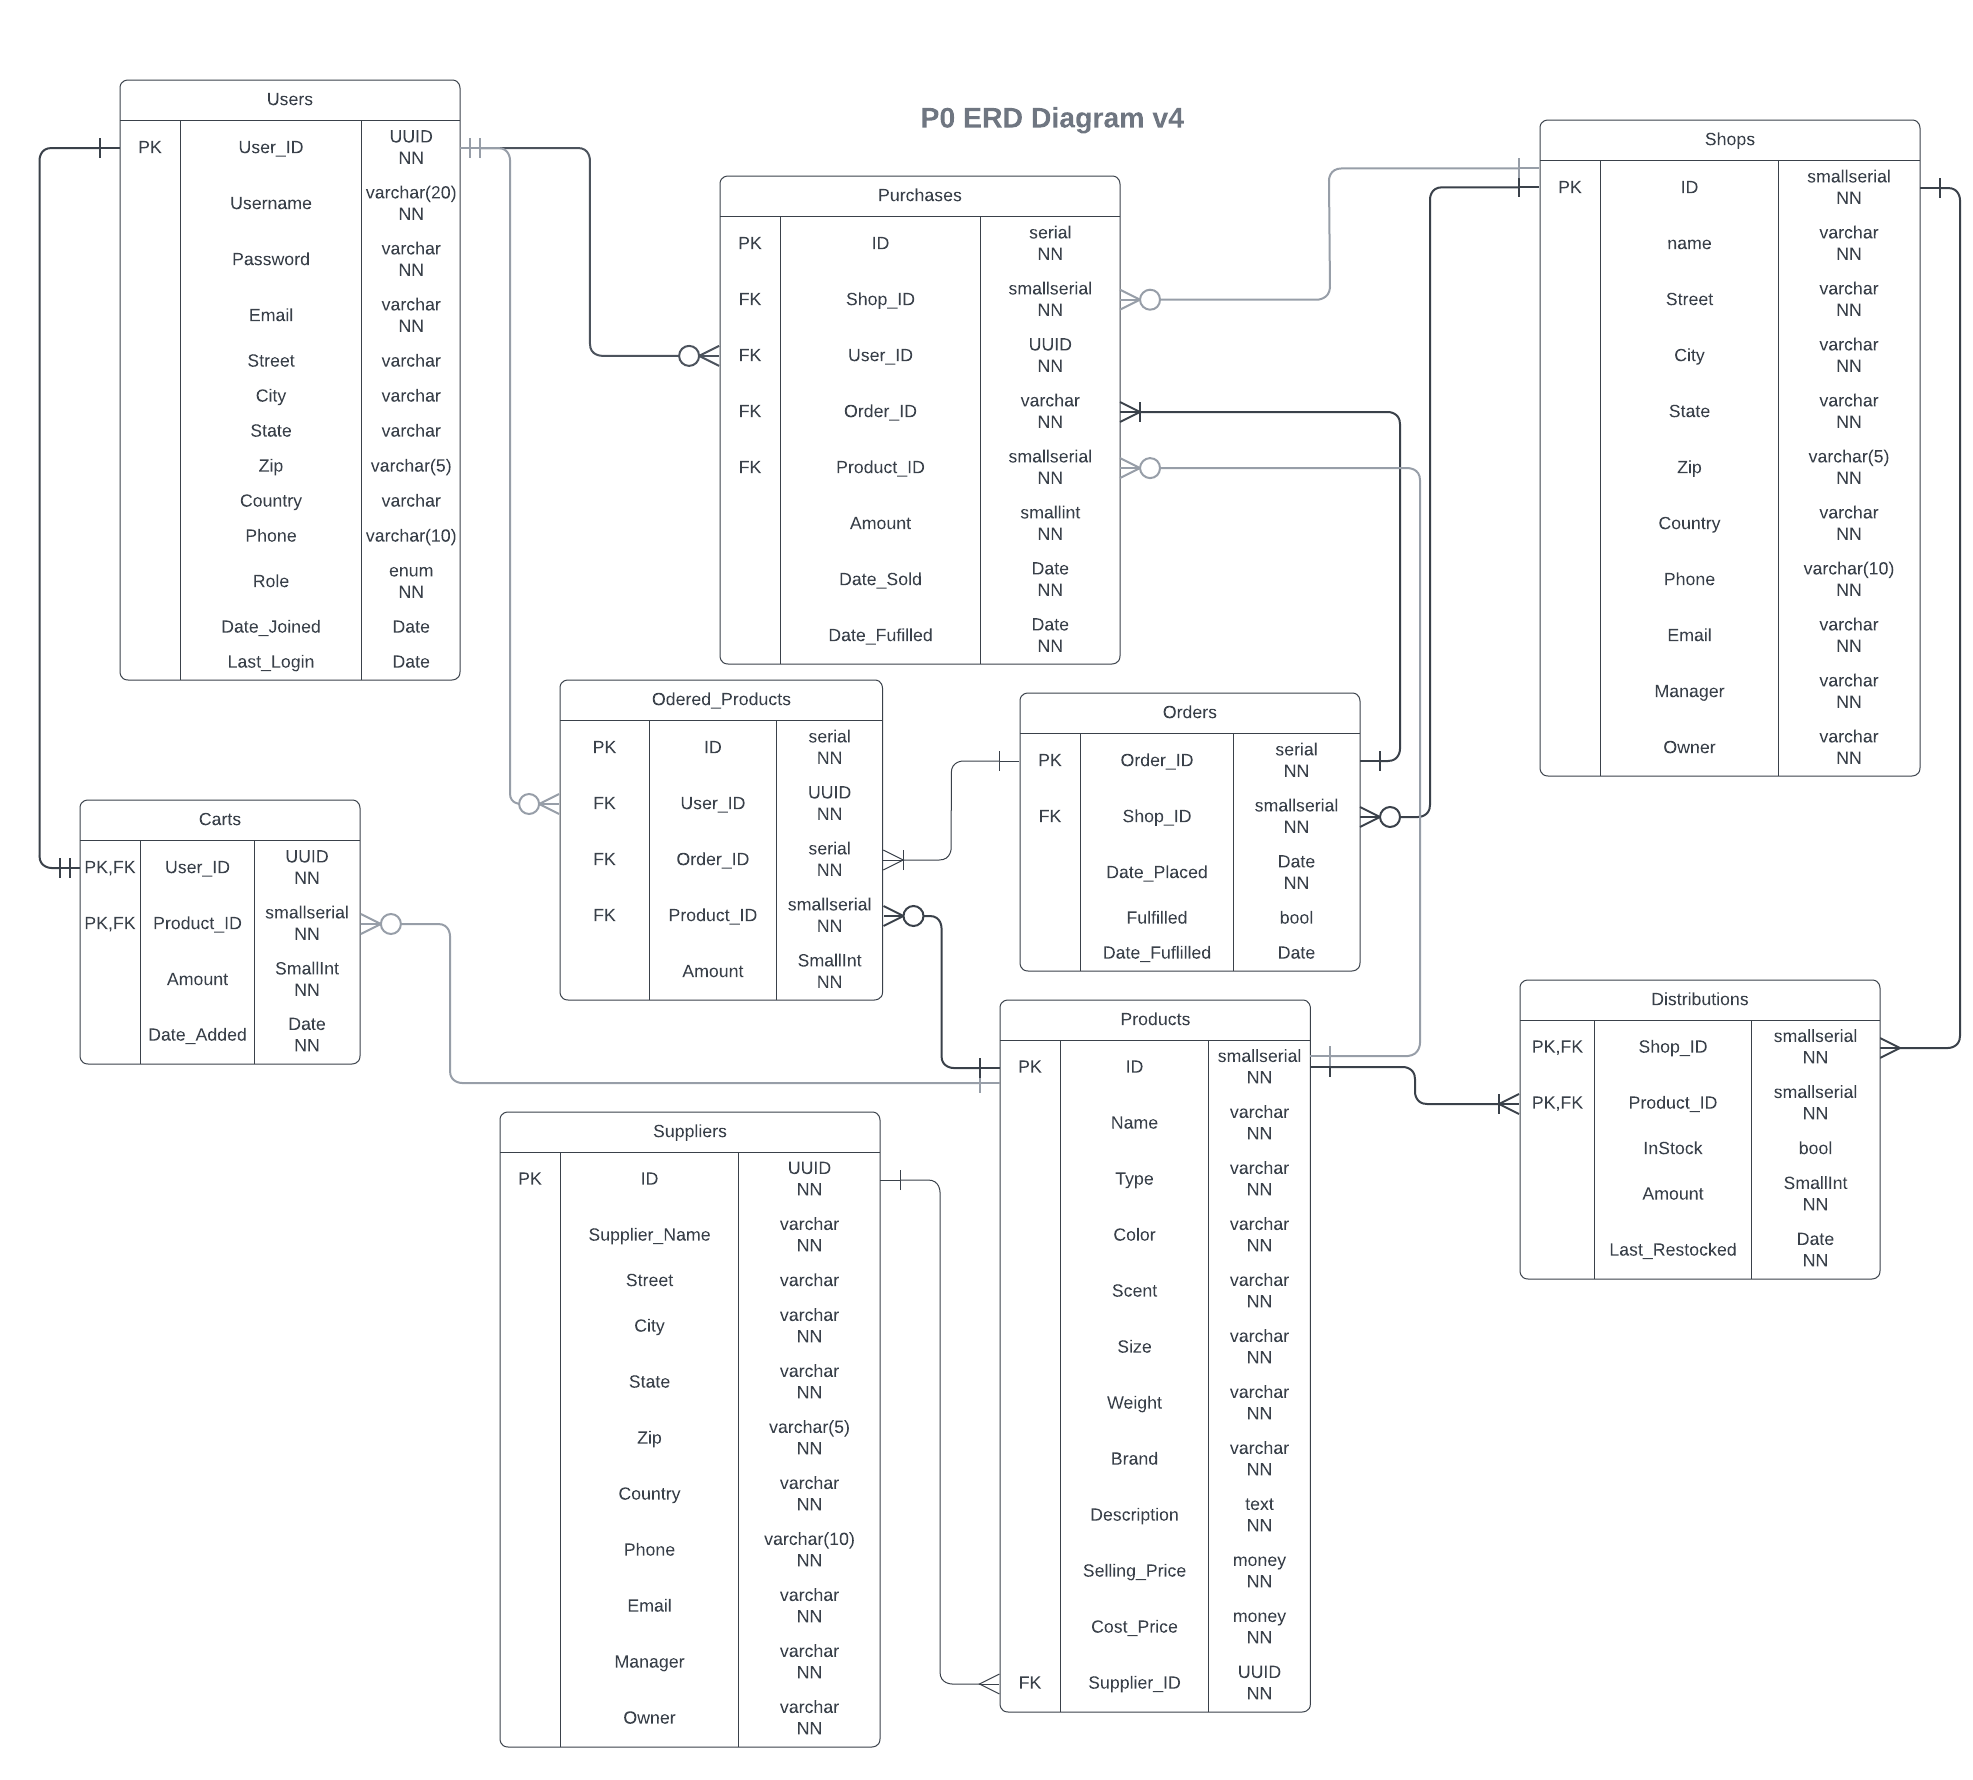 P0 ERD Diagram v4
Users
PK User_ID UUID
NN
Username varchar(20)
NN
Password varchar
NN
Email varchar
NN
Street varchar
City varchar
State varchar
Zip varchar(5)
Country varchar
Phone varchar(10)
Role enum
NN
Date_Joined Date
Last_Login Date
Purchases
PK ID serial
NN
FK Shop_ID smallserial
NN
FK User_ID UUID
NN
FK Order_ID varchar
NN
FK Product_ID smallserial
NN
Amount smallint
NN
Date_Sold Date
NN
Date_Fufilled Date
NN
Shops
PK ID smallserial
NN
name varchar
NN
Street varchar
NN
City varchar
NN
State varchar
NN
Zip varchar(5)
NN
Country varchar
NN
Phone varchar(10)
NN
Email varchar
NN
Manager varchar
NN
Owner varchar
NN
Odered_Products
PK ID serial
NN
FK User_ID UUID
NN
FK Order_ID serial
NN
FK Product_ID smallserial
NN
Amount SmallInt
NN
Orders
PK Order_ID serial
NN
FK Shop_ID smallserial
NN
Date_Placed Date
NN
Fulfilled bool
Date_Fuflilled Date
Carts
PK,FK User_ID UUID
NN
PK,FK Product_ID smallserial
NN
Amount SmallInt
NN
Date_Added Date
NN
Products
PK ID smallserial
NN
Name varchar
NN
Type varchar
NN
Color varchar
NN
Scent varchar
NN
Size varchar
NN
Weight varchar
NN
Brand varchar
NN
Description text
NN
Selling_Price money
NN
Cost_Price money
NN
FK Supplier_ID UUID
NN
Distributions
PK,FK Shop_ID smallserial
NN
PK,FK Product_ID smallserial
NN
InStock bool
Amount SmallInt
NN
Last_Restocked Date
NN
Suppliers
PK ID UUID
NN
Supplier_Name varchar
NN
Street varchar
City varchar
NN
State varchar
NN
Zip varchar(5)
NN
Country varchar
NN
Phone varchar(10)
NN
Email varchar
NN
Manager varchar
NN
Owner varchar
NN